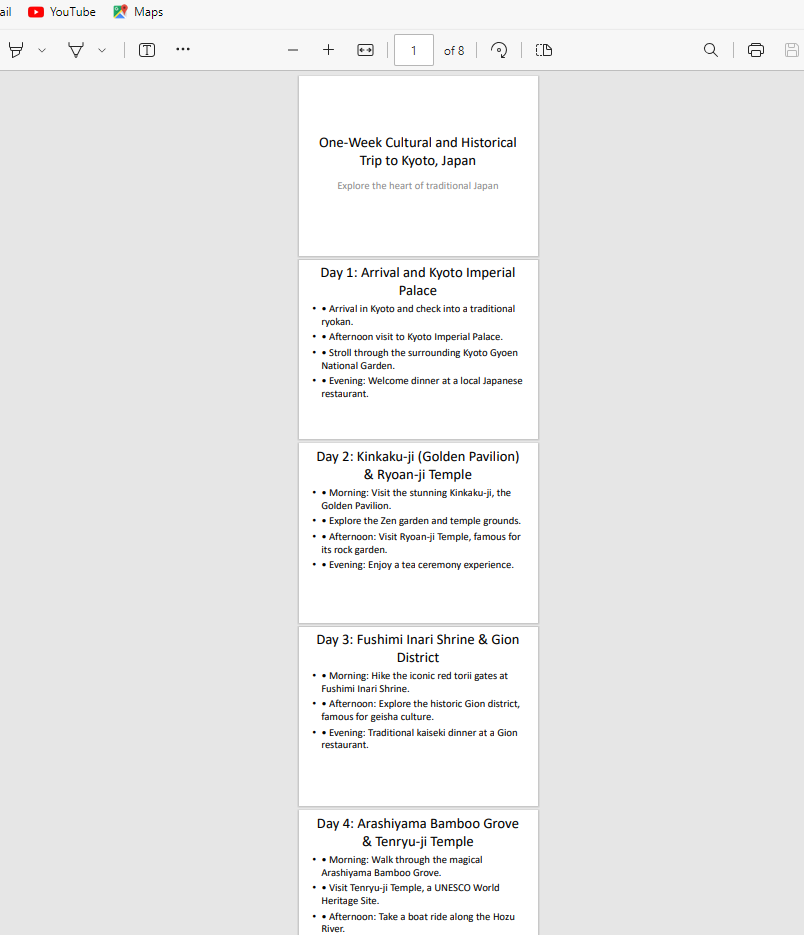 ail YouTube Maps
1 of 8
One-Week Cultural and Historical
Trip to Kyoto, Japan
Explore the heart of traditional Japan
Day 1: Arrival and Kyoto Imperial
Palace
• • Arrival in Kyoto and check into a traditional
ryokan.
• • Afternoon visit to Kyoto Imperial Palace.
• • Stroll through the surrounding Kyoto Gyoen
National Garden.
• • Evening: Welcome dinner at a local Japanese
restaurant.
Day 2: Kinkaku-ji (Golden Pavilion)
& Ryoan-ji Temple
• • Morning: Visit the stunning Kinkaku-ji, the
Golden Pavilion.
• • Explore the Zen garden and temple grounds.
• • Afternoon: Visit Ryoan-ji Temple, famous for
its rock garden.
• • Evening: Enjoy a tea ceremony experience.
Day 3: Fushimi Inari Shrine & Gion
District
• • Morning: Hike the iconic red torii gates at
Fushimi Inari Shrine.
• • Afternoon: Explore the historic Gion district,
famous for geisha culture.
• • Evening: Traditional kaiseki dinner at a Gion
restaurant.
Day 4: Arashiyama Bamboo Grove
& Tenryu-ji Temple
• • Morning: Walk through the magical
Arashiyama Bamboo Grove.
• • Visit Tenryu-ji Temple, a UNESCO World
Heritage Site.
• • Afternoon: Take a boat ride along the Hozu
River.